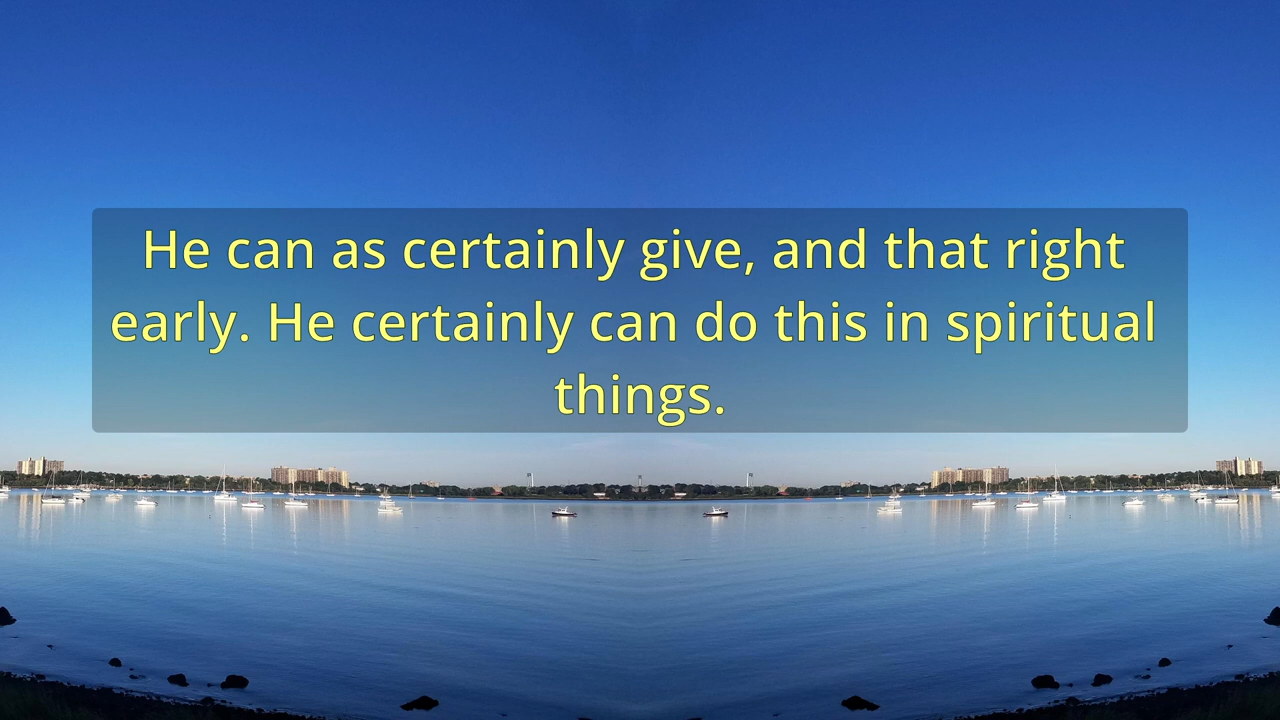 He can as certainly give, and that right
early. He certainly can do this in spiritual
things.